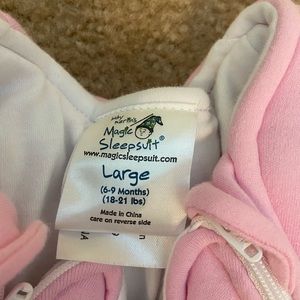 baby merlin's
Magic
Sleepsuit®
www.magicsleepsuit.com
Large
(6-9 Months)
(18-21 lbs)
Made in China
care on reverse side